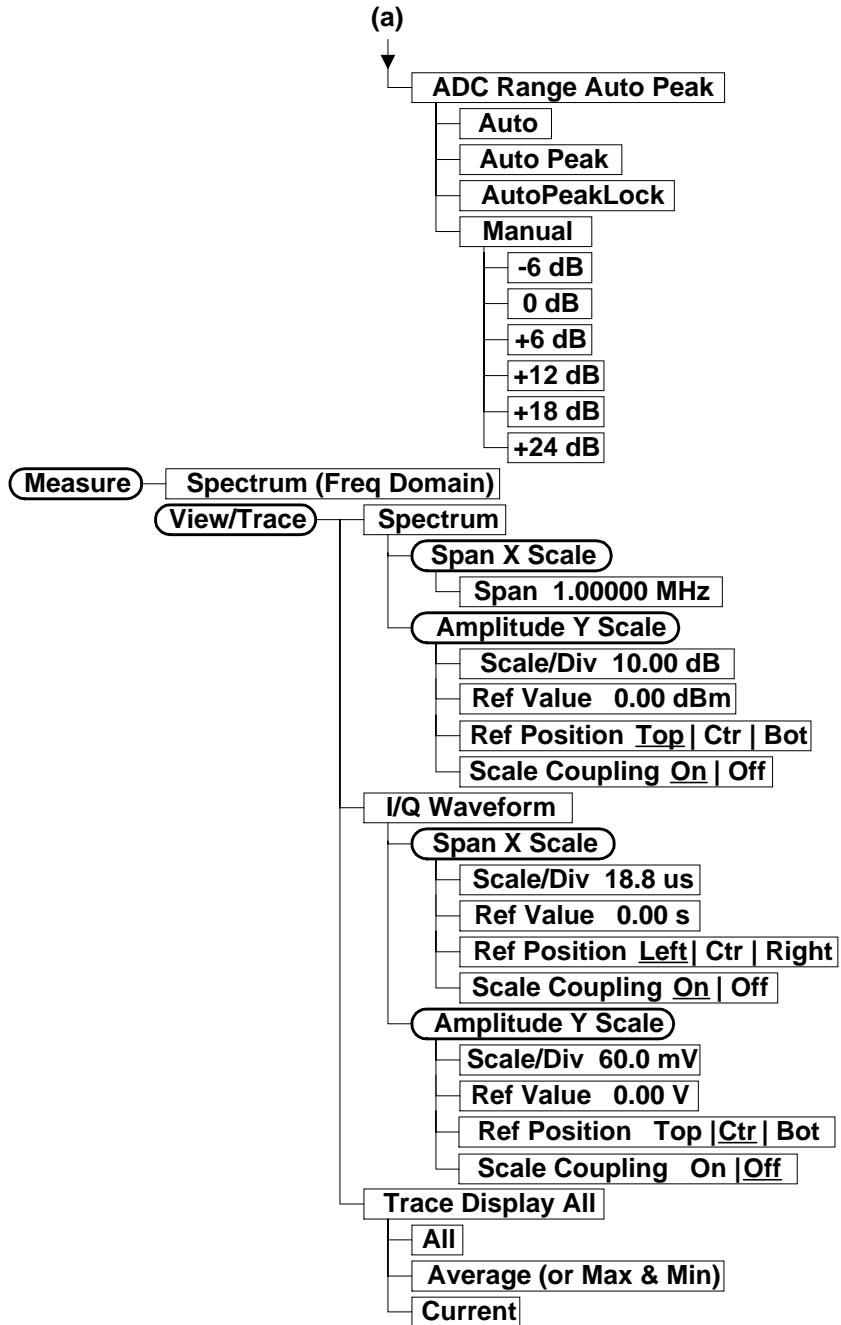 (a)
ADC Range Auto Peak
Auto
Auto Peak
AutoPeakLock
Manual
-6 dB
0 dB
+6 dB
+12 dB
+18 dB
+24 dB
Measure Spectrum (Freq Domain)
View/Trace Spectrum
Span X Scale
Span 1.00000 MHz
Amplitude Y Scale
Scale/Div 10.00 dB
Ref Value 0.00 dBm
Ref Position Top | Ctr | Bot
Scale Coupling On | Off
I/Q Waveform
Span X Scale
Scale/Div 18.8 us
Ref Value 0.00 s
Ref Position Left | Ctr | Right
Scale Coupling On | Off
Amplitude Y Scale
Scale/Div 60.0 mV
Ref Value 0.00 V
Ref Position Top | Ctr | Bot
Scale Coupling On | Off
Trace Display All
All
Average (or Max & Min)
Current